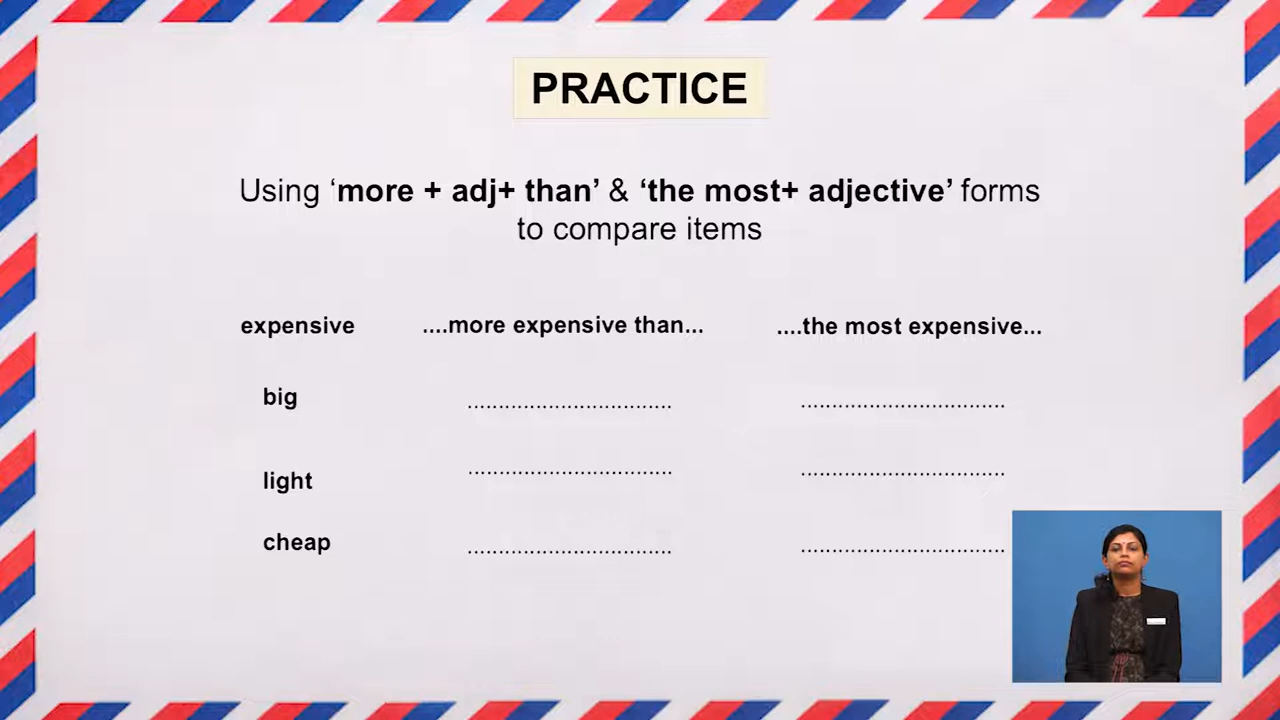 PRACTICE
Using ‘more + adj+ than’ & ‘the most+ adjective’ forms
to compare items
expensive ....more expensive than... ....the most expensive...
big ................................. .................................
light ................................. .................................
cheap ................................. .................................